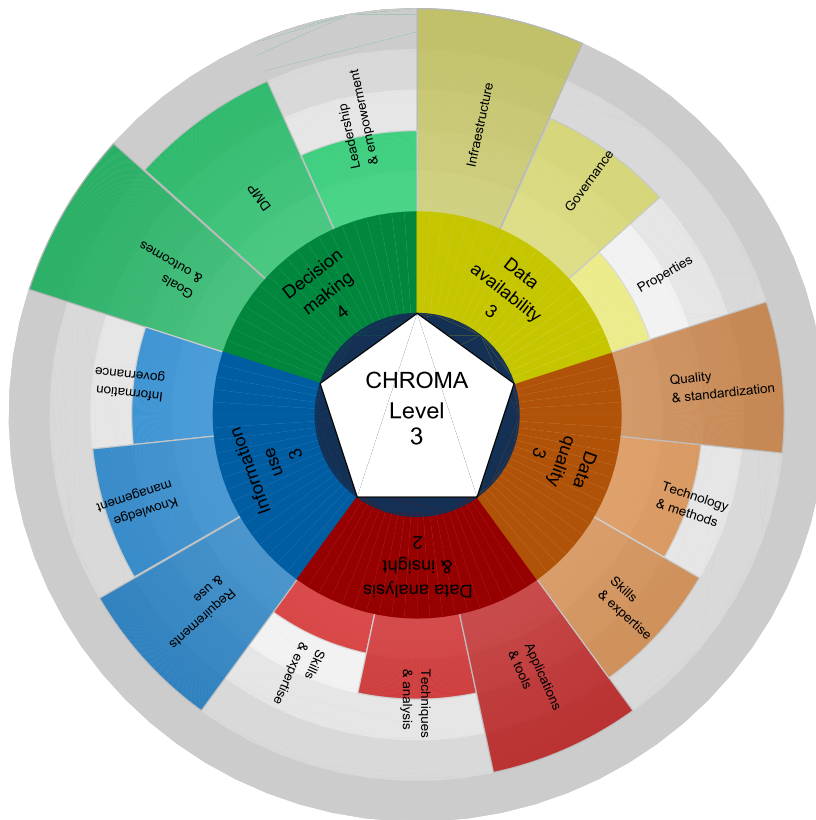 CHROMA
Level
3
Data
availability
3
Infraestructure
Governance
Properties
Data
quality
3
Quality
& standardization
Technology
& methods
Skills
& expertise
Data analysis
& insight
2
Applications
& tools
Techniques
& analysis
Skills
& expertise
Information
use
3
Requirements
& use
Knowledge
management
Information
governance
Decision
making
4
Goals
& outcomes
DMP
Leadership
& empowerment